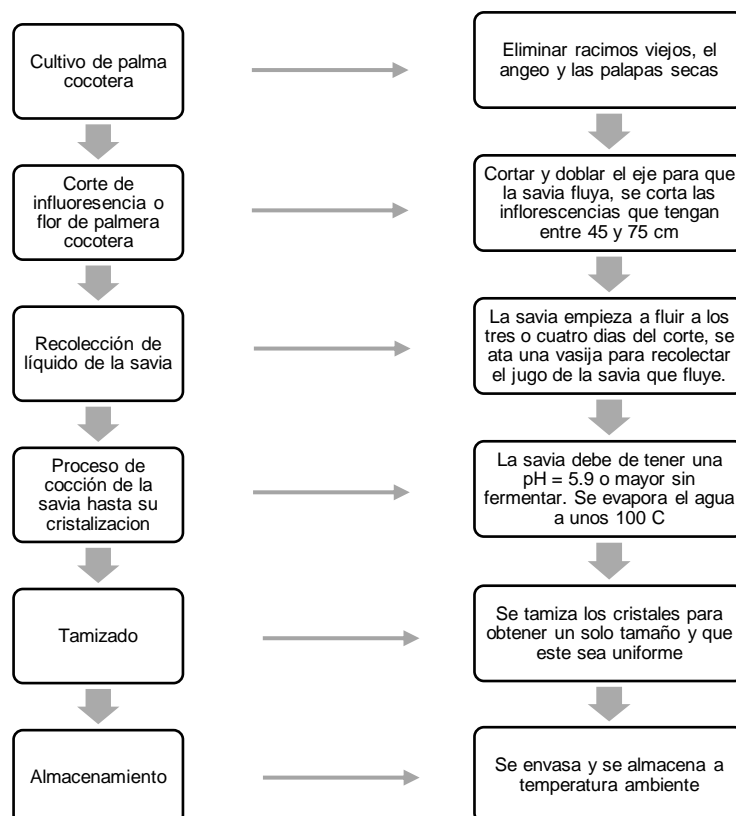 Cultivo de palma
cocotera
Eliminar racimos viejos, el
angeo y las palapas secas
Corte de
influoresencia o
flor de palmera
cocotera
Cortar y doblar el eje para que
la savia fluya, se corta las
inflorescencias que tengan
entre 45 y 75 cm
Recolección de
líquido de la savia
La savia empieza a fluir a los
tres o cuatro dias del corte, se
ata una vasija para recolectar
el jugo de la savia que fluye.
Proceso de
cocción de la
savia hasta su
cristalizacion
La savia debe de tener una
pH = 5.9 o mayor sin
fermentar. Se evapora el agua
a unos 100 C
Tamizado
Se tamiza los cristales para
obtener un solo tamaño y que
este sea uniforme
Almacenamiento
Se envasa y se almacena a
temperatura ambiente